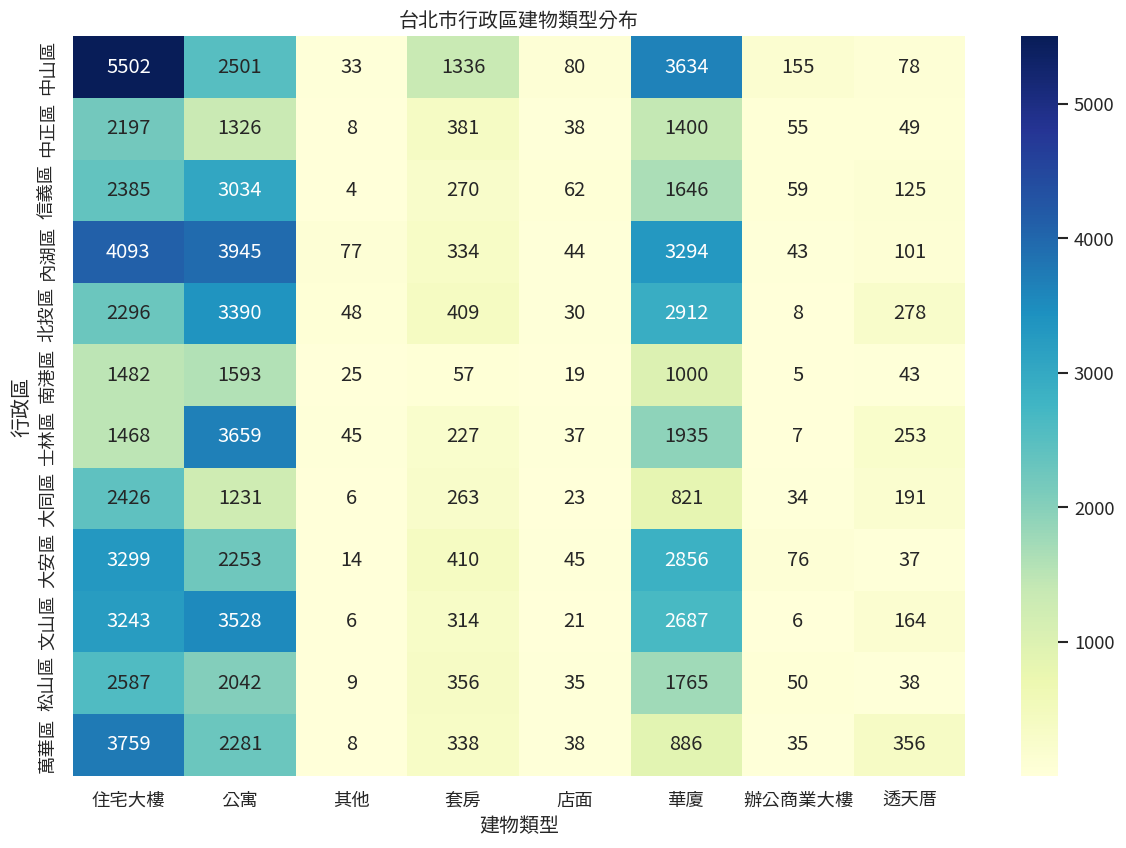 台北市行政區建物類型分布
行政區
中山區 5502 2501 33 1336 80 3634 155 78
中正區 2197 1326 8 381 38 1400 55 49
信義區 2385 3034 4 270 62 1646 59 125
內湖區 4093 3945 77 334 44 3294 43 101
北投區 2296 3390 48 409 30 2912 8 278
南港區 1482 1593 25 57 19 1000 5 43
士林區 1468 3659 45 227 37 1935 7 253
大同區 2426 1231 6 263 23 821 34 191
大安區 3299 2253 14 410 45 2856 76 37
文山區 3243 3528 6 314 21 2687 6 164
松山區 2587 2042 9 356 35 1765 50 38
萬華區 3759 2281 8 338 38 886 35 356
住宅大樓 公寓 其他 套房 店面 華廈 辦公商業大樓 透天厝
建物類型
5000
4000
3000
2000
1000